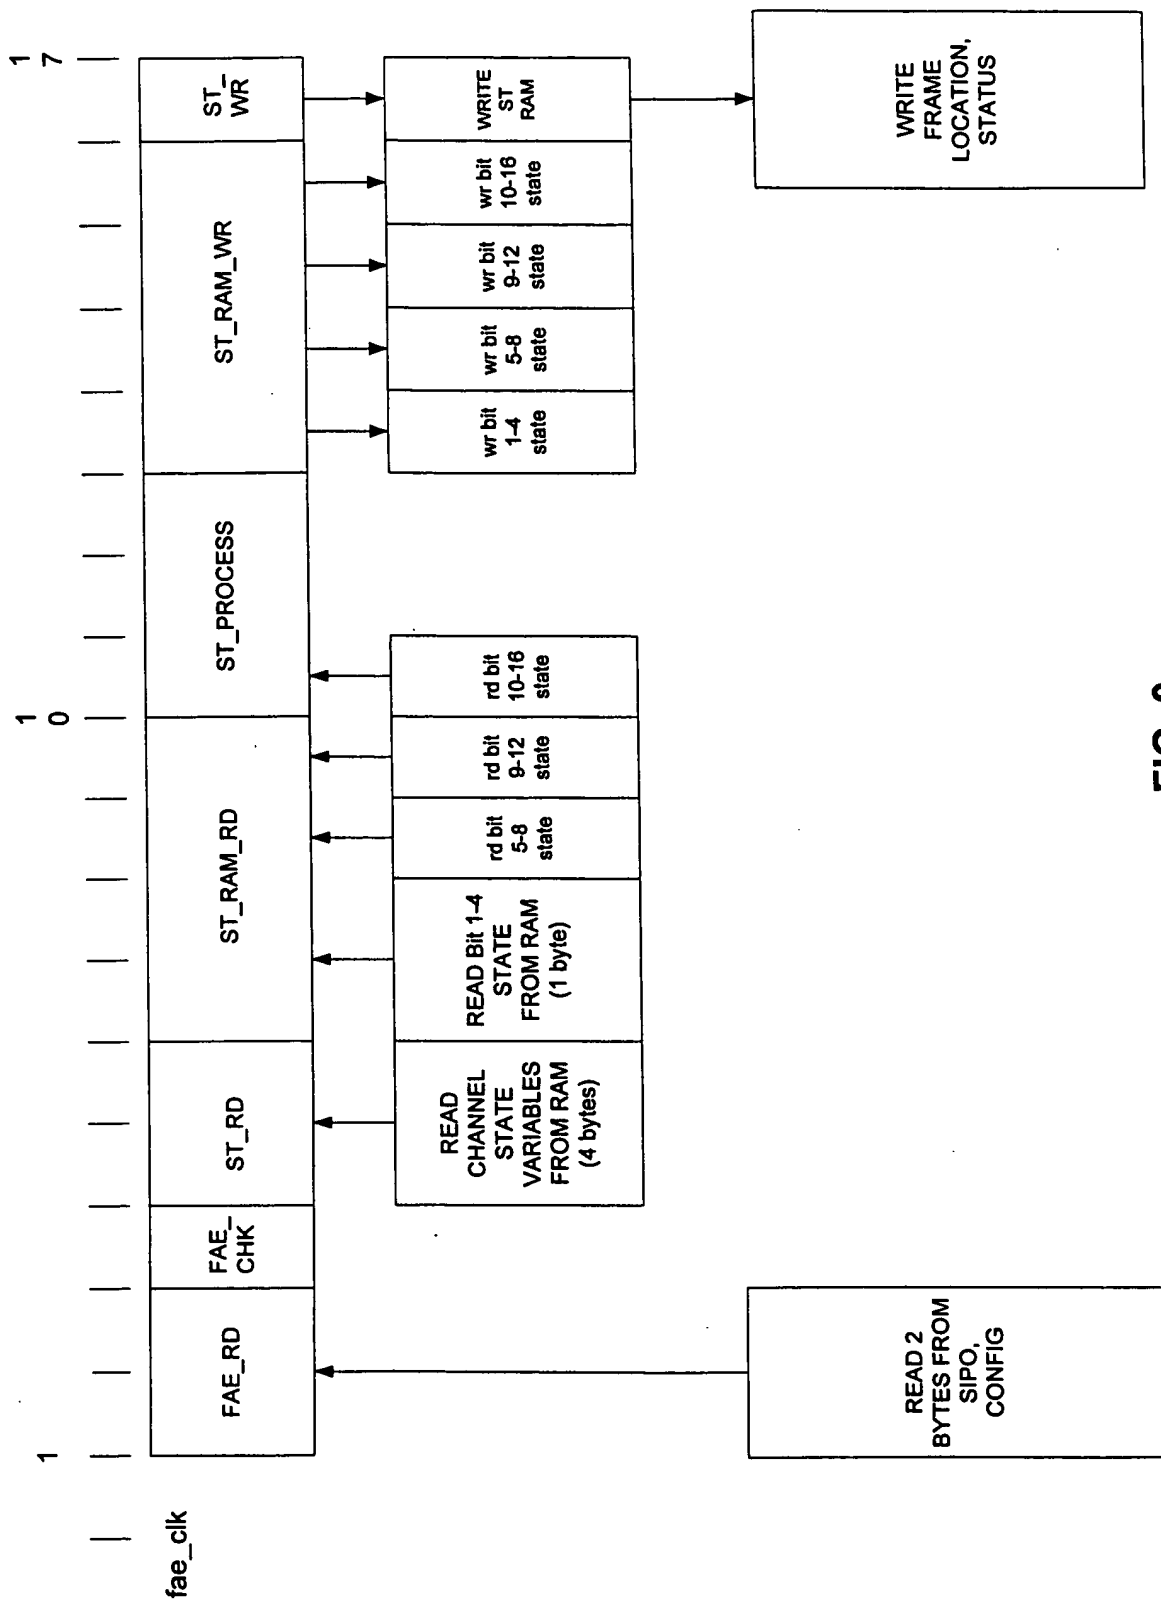 1
1
0
1
7
fae_clk
FAE_RD
FAE_
CHK
ST_RD
ST_RAM_RD
ST_PROCESS
ST_RAM_WR
ST_
WR
READ
CHANNEL
STATE
VARIABLES
FROM RAM
(4 bytes)
READ Bit 1-4
STATE
FROM RAM
(1 byte)
rd bit
5-8
state
rd bit
9-12
state
rd bit
10-16
state
wr bit
1-4
state
wr bit
5-8
state
wr bit
9-12
state
wr bit
10-16
state
WRITE
ST
RAM
READ 2
BYTES FROM
SIPO,
CONFIG
WRITE
FRAME
LOCATION,
STATUS
FIG.